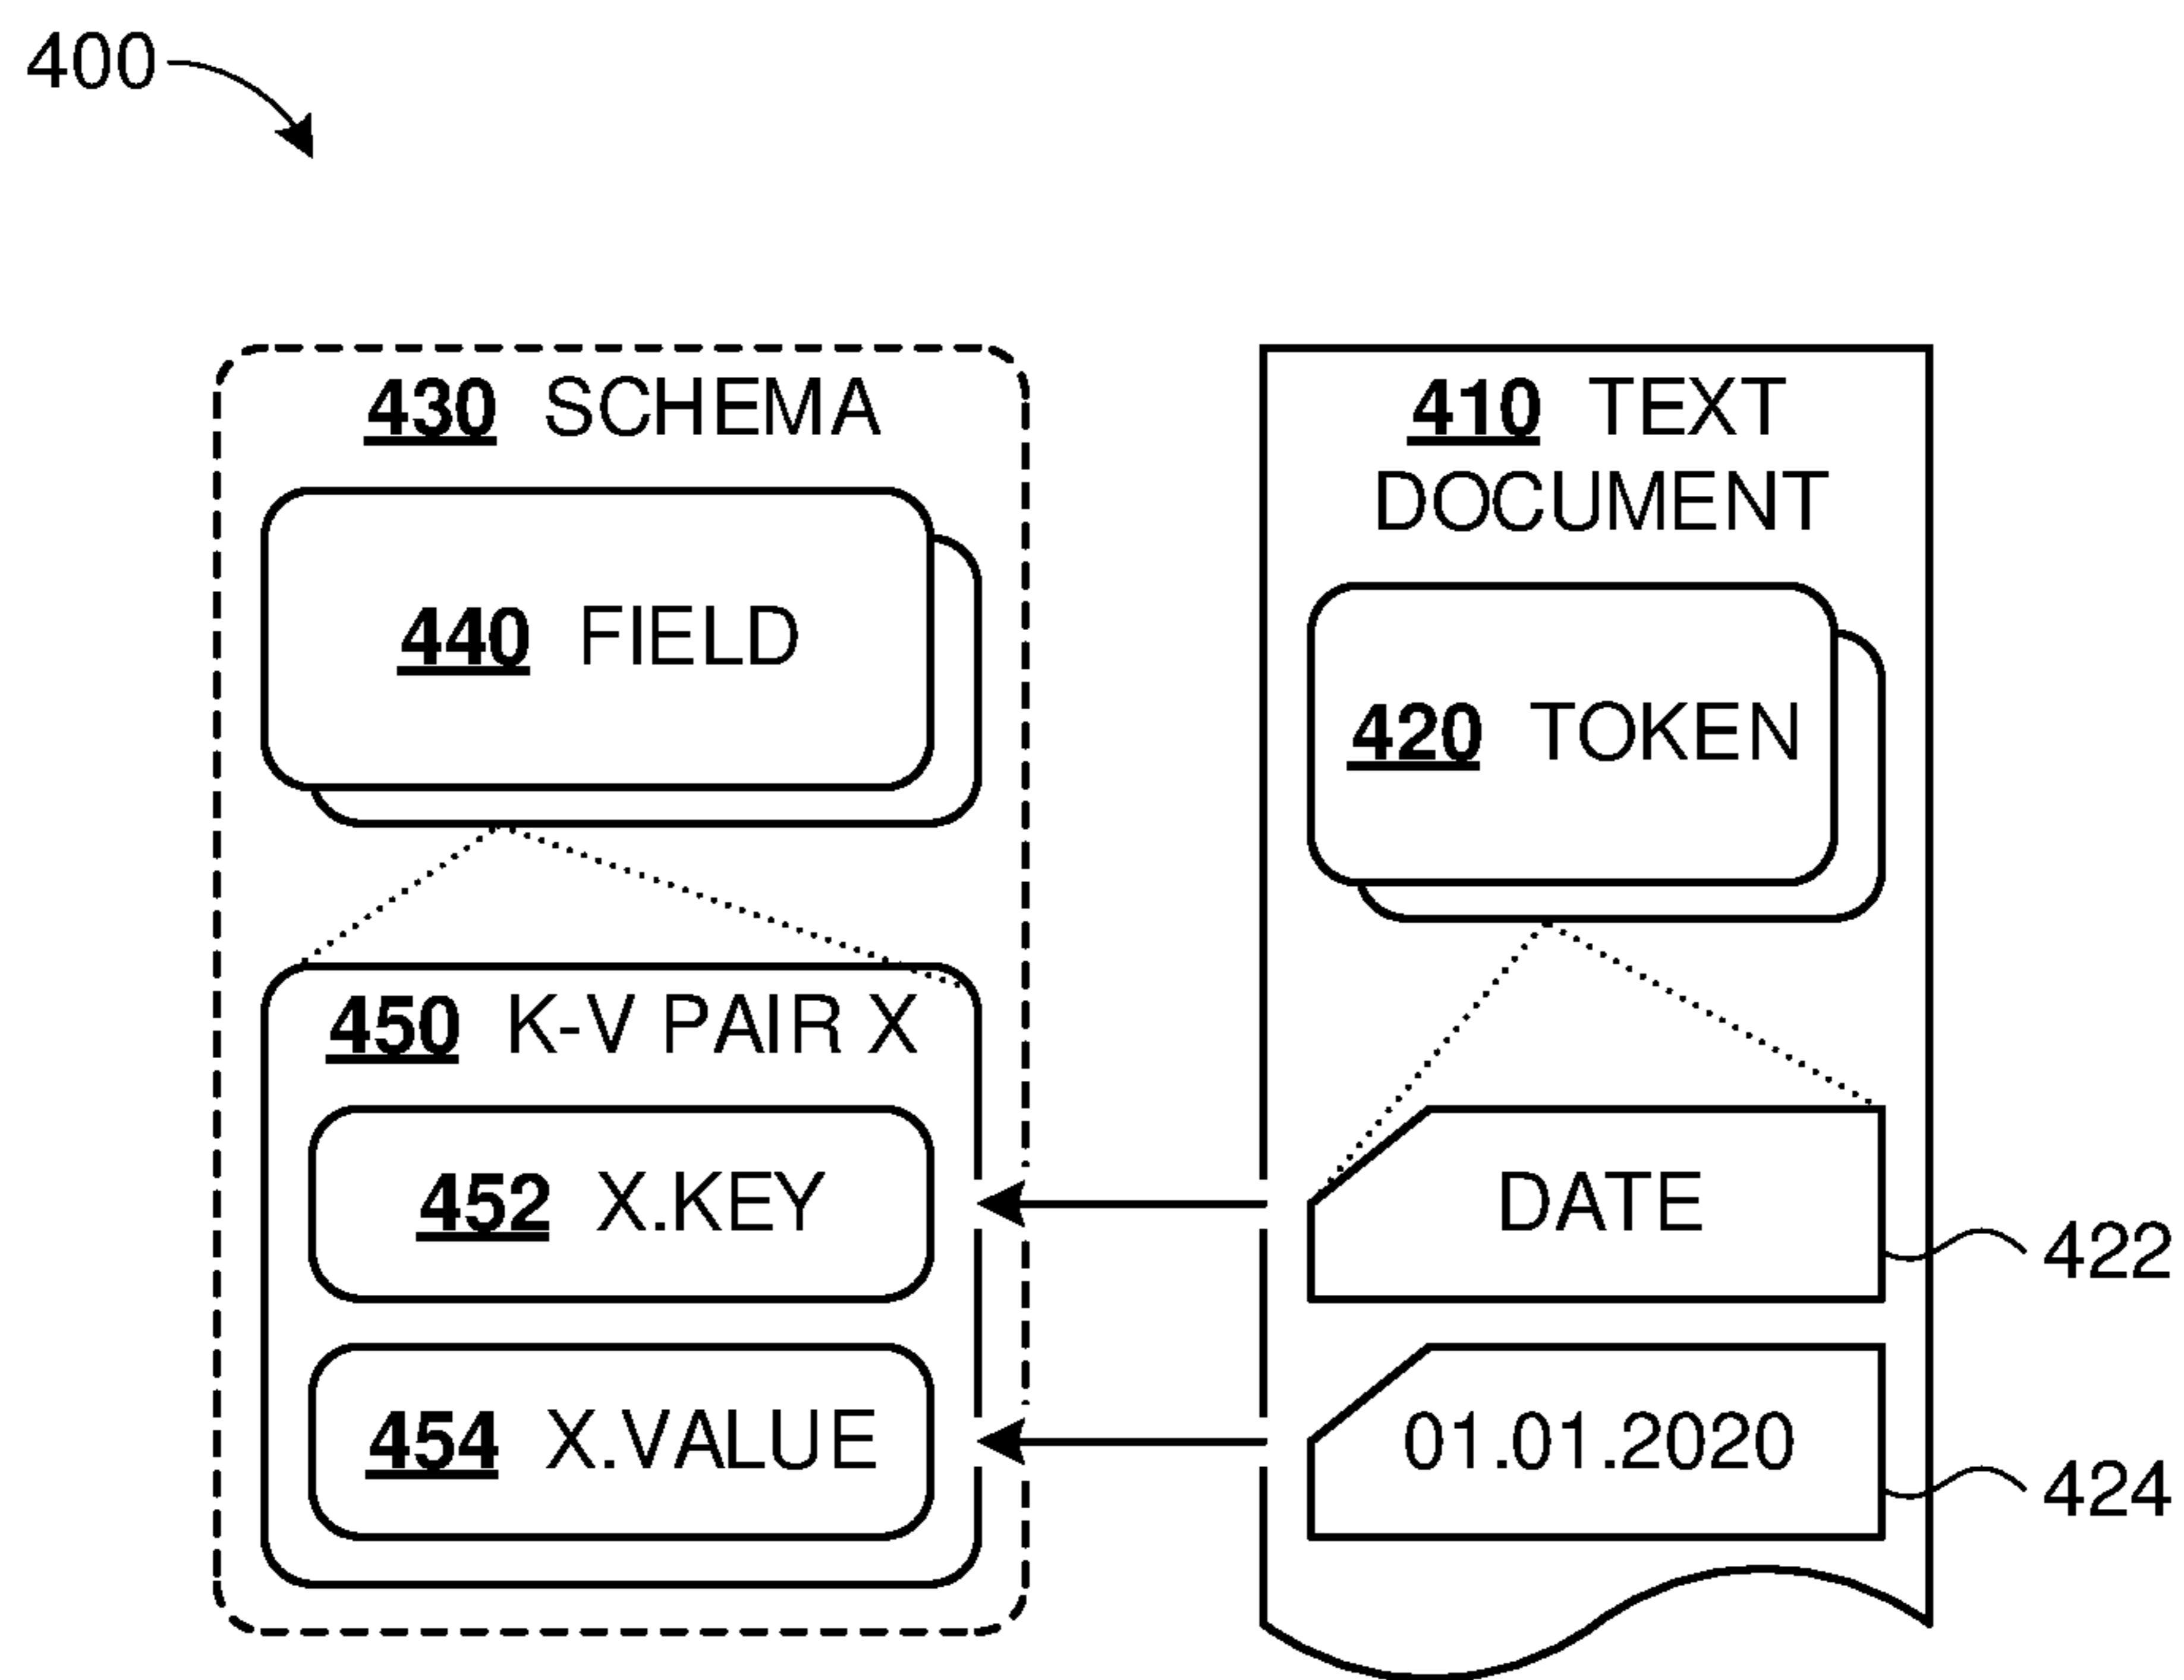 400
430 SCHEMA
440 FIELD
450 K-V PAIR X
452 X.KEY
454 X.VALUE
410 TEXT
DOCUMENT
420 TOKEN
DATE
422
01.01.2020
424